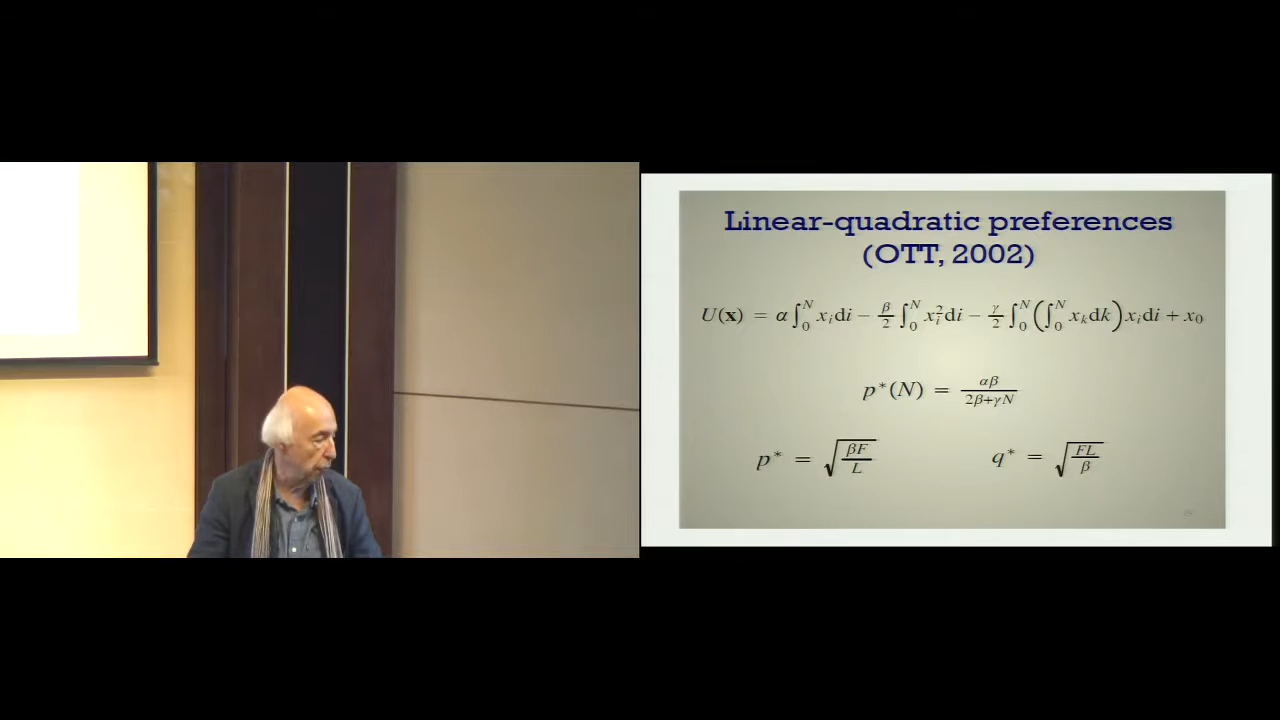 Linear-quadratic preferences
(OTT, 2002)
U(x) = α∫₀ᴺ xᵢdi − β/2 ∫₀ᴺ xᵢ²di − γ/2 ∫₀ᴺ(∫₀ᴺ xₖdk)xᵢdi + x₀
p*(N) = αβ/(2β+γN)
p* = √(βF/L) q* = √(FL/β)